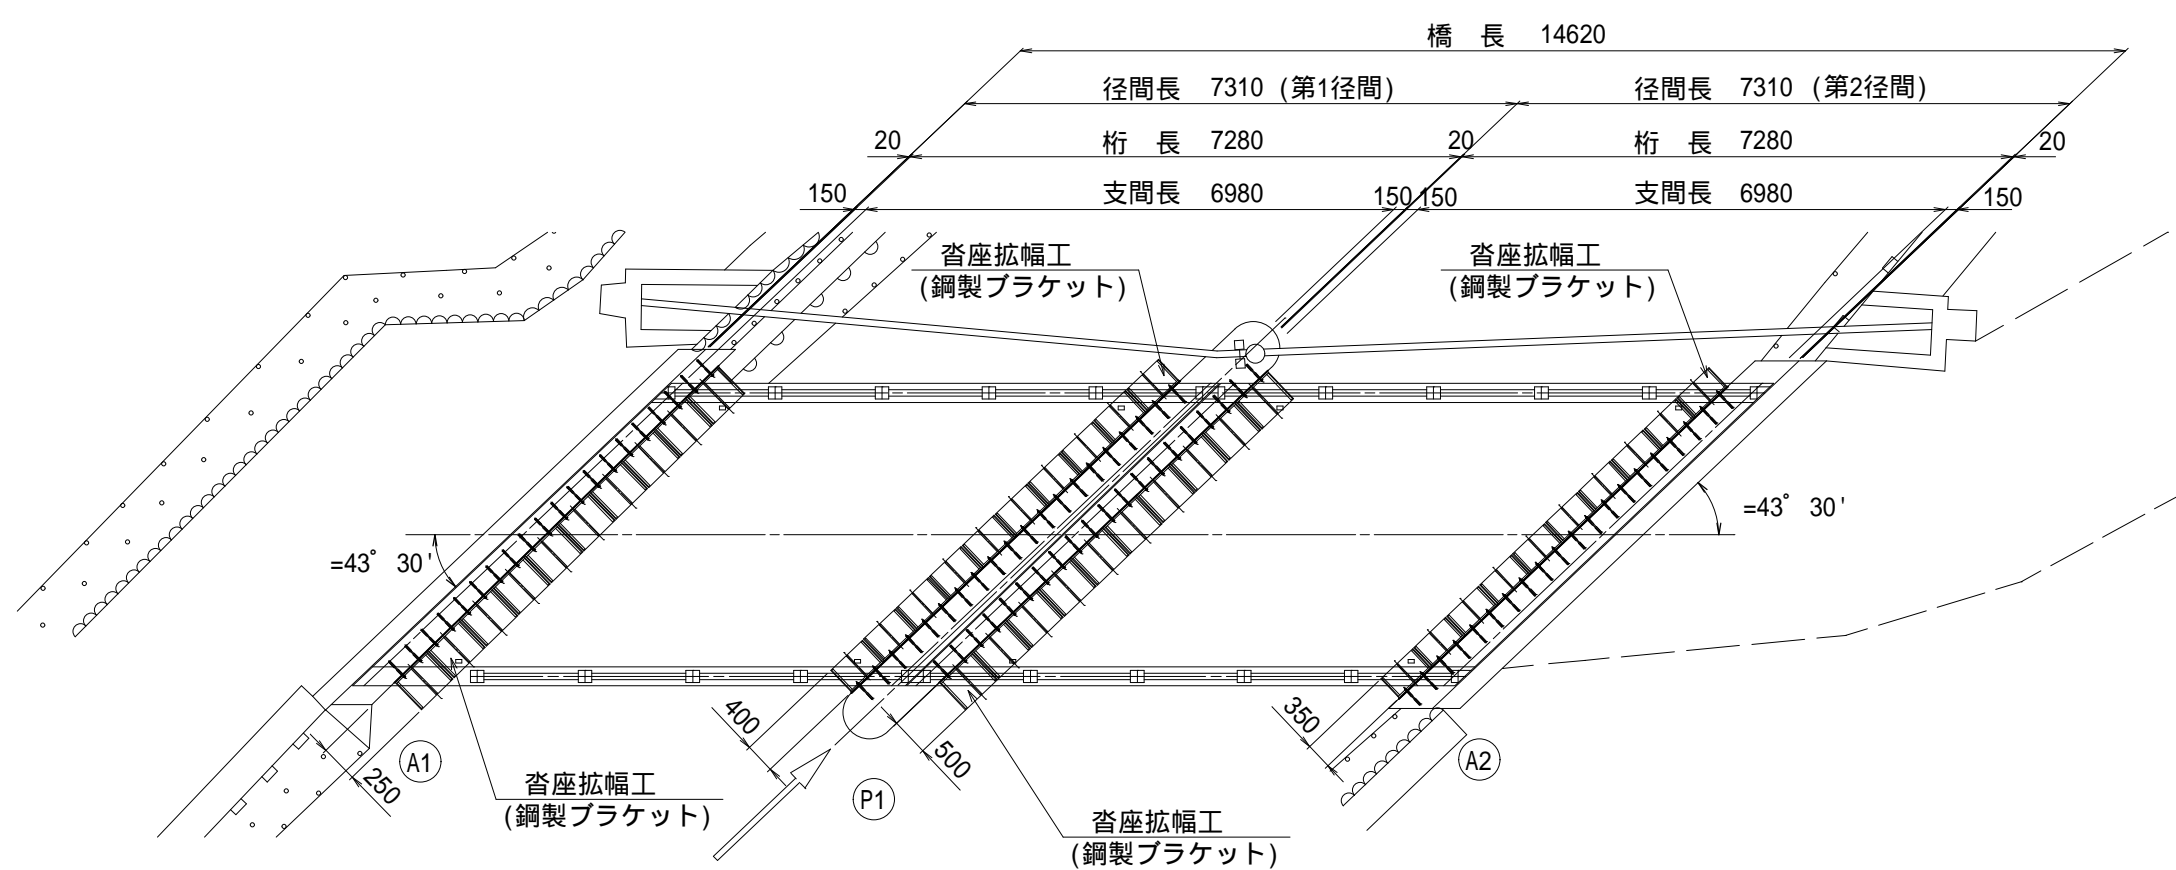 橋 長 14620
径間長 7310 (第1径間)
径間長 7310 (第2径間)
20
桁 長 7280
20
桁 長 7280
20
150
支間長 6980
150
150
支間長 6980
150
沓座拡幅工
(鋼製ブラケット)
沓座拡幅工
(鋼製ブラケット)
=43° 30'
=43° 30'
400
500
350
250
A1
P1
A2
沓座拡幅工
(鋼製ブラケット)
沓座拡幅工
(鋼製ブラケット)